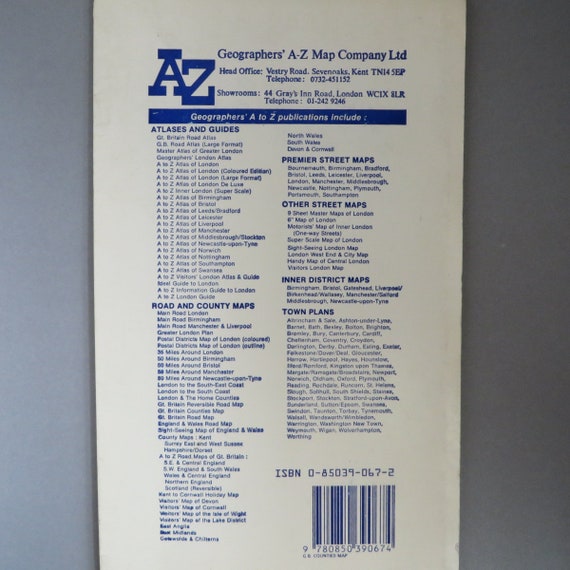 AZ
Geographers' A-Z Map Company Ltd
Head Office: Vestry Road, Sevenoaks, Kent TN14 5EP
Telephone: 0732-451152
Showrooms: 44 Gray's Inn Road, London WC1X 8LR
Telephone: 01-242 9246
Geographers' A to Z publications include:
ATLASES AND GUIDES
Gt. Britain Road Atlas
G.B. Road Atlas (Large Format)
Master Atlas of Greater London
Geographers' London Atlas
A to Z Atlas of London
A to Z Atlas of London (Coloured Edition)
A to Z Atlas of London (Large Format)
A to Z Atlas of London De Luxe
A to Z Inner London (Super Scale)
A to Z Atlas of Birmingham
A to Z Atlas of Bristol
A to Z Atlas of Leeds/Bradford
A to Z Atlas of Leicester
A to Z Atlas of Liverpool
A to Z Atlas of Manchester
A to Z Atlas of Middlesbrough/Stockton
A to Z Atlas of Newcastle-upon-Tyne
A to Z Atlas of Norwich
A to Z Atlas of Nottingham
A to Z Atlas of Southampton
A to Z Atlas of Swansea
A to Z Visitors' London Atlas & Guide
Ideal Guide to London
A to Z Information Guide to London
A to Z London Guide
ROAD AND COUNTY MAPS
Main Road London
Main Road Birmingham
Main Road Manchester & Liverpool
Greater London Plan
Postal Districts Map of London (coloured)
Postal Districts Map of London (outline)
35 Miles Around London
50 Miles Around Birmingham
50 Miles Around Bristol
Miles Around Manchester
Miles Around Newcastle-upon-Tyne
London to the South-East Coast
London to the South Coast
London & The Home Counties
Gt. Britain Reversible Road Map
Gt. Britain Counties Map
Gt. Britain Road Map
England & Wales Road Map
Sight-Seeing Map of England & Wales
County Maps: Kent
Surrey East and West Sussex
Hampshire/Dorset
A to Z Road Maps of Gt. Britain:
S.E. & Central England
S.W. England & South Wales
Wales & Central England
Northern England
Scotland (Reversible)
Kent to Cornwall Holiday Map
Visitors' Map of Devon
Visitors' Map of Cornwall
Visitors' Map of the Isle of Wight
Visitors' Map of the Lake District
East Anglia
East Midlands
Cotswolds & Chilterns
North Wales
South Wales
Devon & Cornwall
PREMIER STREET MAPS
Bournemouth, Birmingham, Bradford,
Bristol, Leeds, Leicester, Liverpool,
London, Manchester, Middlesbrough,
Newcastle, Nottingham, Plymouth,
Portsmouth, Southampton
OTHER STREET MAPS
9 Sheet Master Maps of London
6" Map of London
Motorists' Map of Inner London
(One-way Streets)
Super Scale Map of London
Sight-Seeing London Map
London West End & City Map
Handy Map of Central London
Visitors London Map
INNER DISTRICT MAPS
Birmingham, Bristol, Gateshead, Liverpool/
Birkenhead/Wallasey, Manchester/Salford
Middlesbrough, Newcastle-upon-Tyne
TOWN PLANS
Altrincham & Sale, Ashton-under-Lyne,
Barnet, Bath, Bexley, Bolton, Brighton,
Bromley, Bury, Canterbury, Cardiff,
Cheltenham, Coventry, Croydon,
Darlington, Derby, Durham, Ealing, Exeter,
Folkestone/Dover/Deal, Gloucester,
Harrow, Hartlepool, Haynes, Hounslow,
Ilford/Romford, Kingston upon Thames,
Margate/Ramsgate/Broadstairs, Newport,
Norwich, Oldham, Oxford, Plymouth,
Reading, Rochdale, Runcorn, St. Helens,
Slough, Solihull, South Shields, Staines,
Stockport, Stockton, Stratford-upon-Avon,
Sunderland, Sutton-Epsom, Swansea,
Swindon, Taunton, Torbay, Tynemouth,
Walsall, Wandsworth/Wimbledon,
Warrington, Washington New Town,
Weymouth, Wigan, Wolverhampton,
Worthing
ISBN 0-85039-067-2
9 780850 390674
G.B. COUNTIES MAP